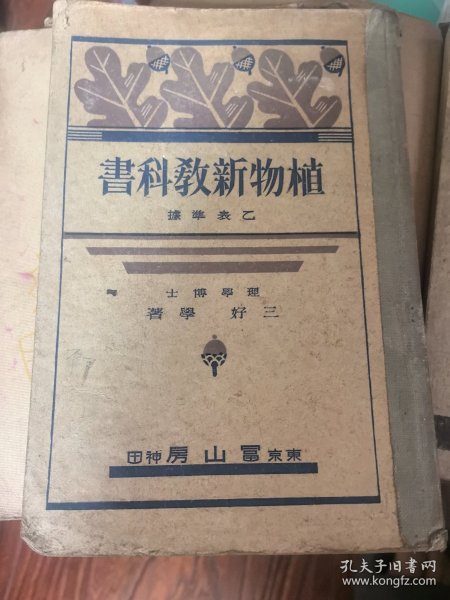 植物新教科書
乙表準據
理學博士
三好學著
東京冨山房神田
孔夫子旧书网
www.kongfz.com